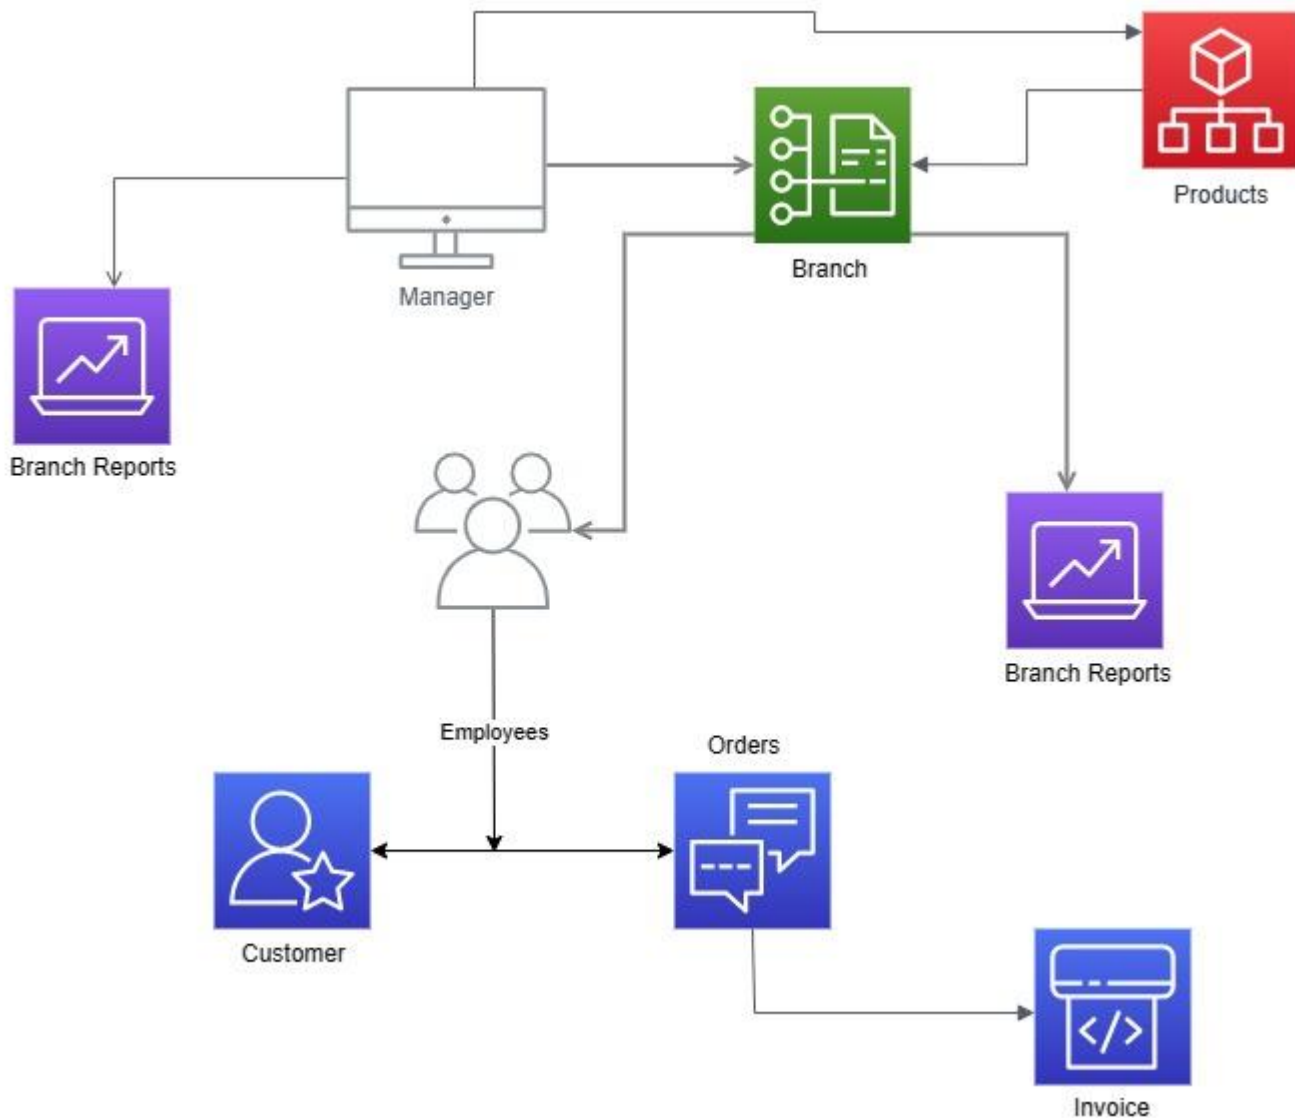 Products
Branch
Manager
Branch Reports
Branch Reports
Employees
Orders
Customer
</>
Invoice